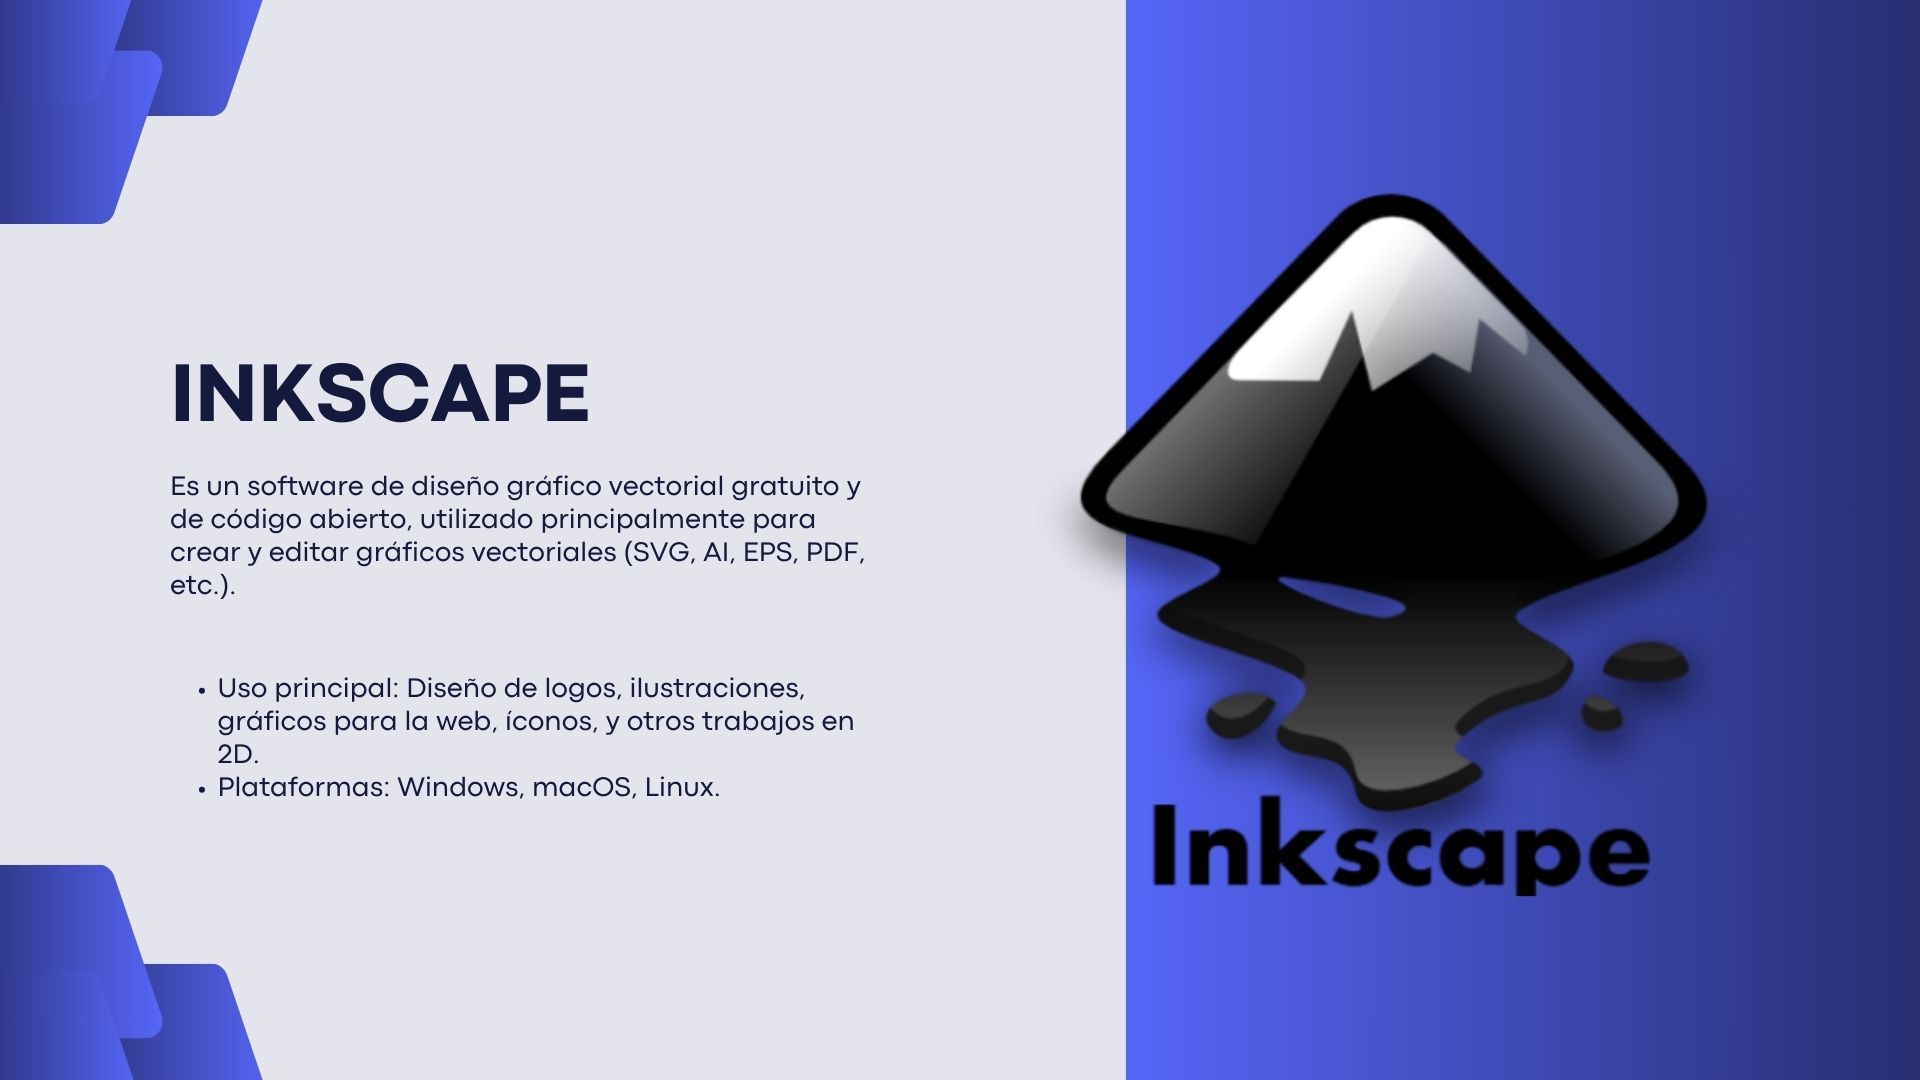 INKSCAPE
Es un software de diseño gráfico vectorial gratuito y
de código abierto, utilizado principalmente para
crear y editar gráficos vectoriales (SVG, AI, EPS, PDF,
etc.).
• Uso principal: Diseño de logos, ilustraciones,
gráficos para la web, íconos, y otros trabajos en
2D.
• Plataformas: Windows, macOS, Linux.
Inkscape